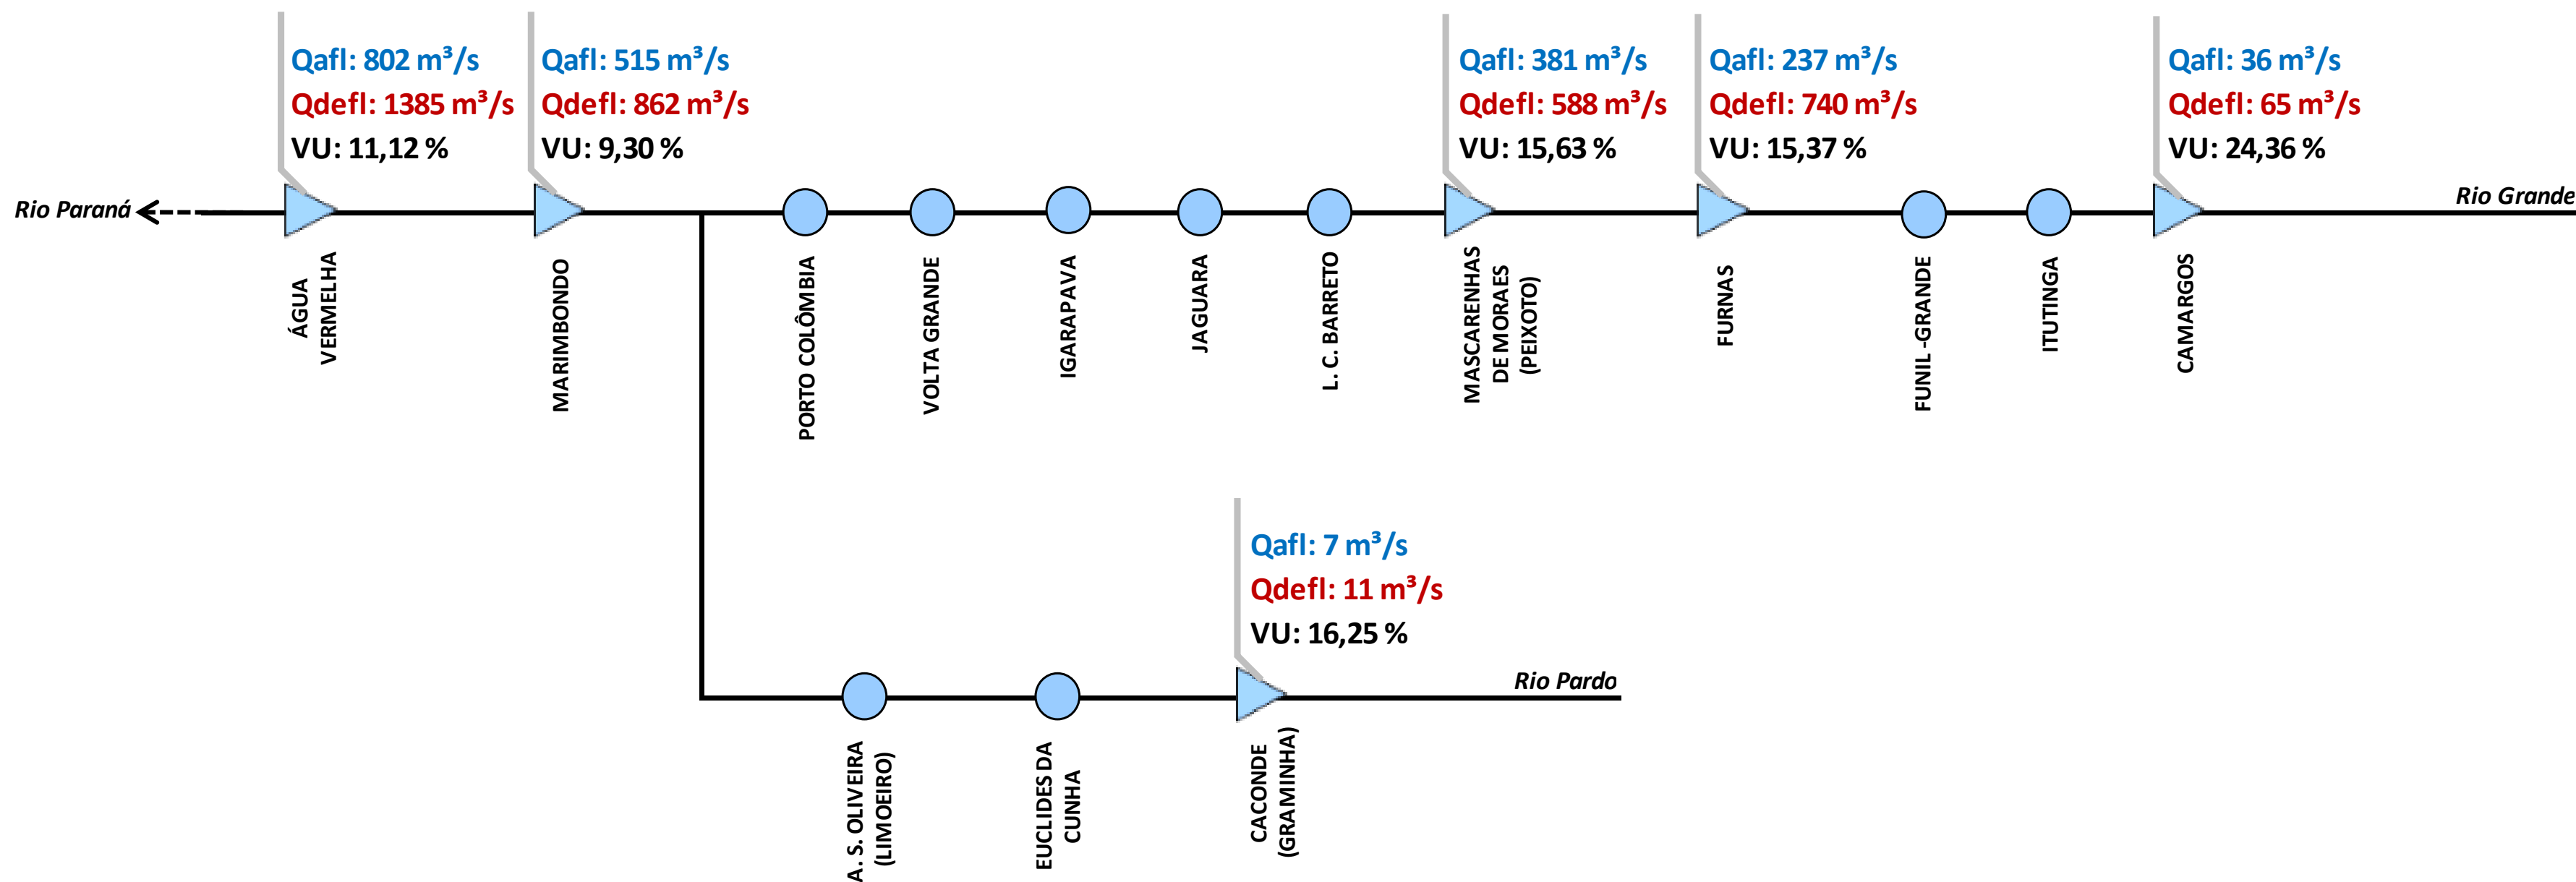 Qafl: 802 m³/s
Qdefl: 1385 m³/s
VU: 11,12 %
Qafl: 515 m³/s
Qdefl: 862 m³/s
VU: 9,30 %
Qafl: 381 m³/s
Qdefl: 588 m³/s
VU: 15,63 %
Qafl: 237 m³/s
Qdefl: 740 m³/s
VU: 15,37 %
Qafl: 36 m³/s
Qdefl: 65 m³/s
VU: 24,36 %
Rio Paraná
Rio Grande
ÁGUA
VERMELHA
MARIMBONDO
PORTO COLÔMBIA
VOLTA GRANDE
IGARAPAVA
JAGUARA
L. C. BARRETO
MASCARENHAS
DE MORAES
(PEIXOTO)
FURNAS
FUNIL -GRANDE
ITUTINGA
CAMARGOS
Qafl: 7 m³/s
Qdefl: 11 m³/s
VU: 16,25 %
Rio Pardo
A. S. OLIVEIRA
(LIMOEIRO)
EUCLIDES DA
CUNHA
CACONDE
(GRAMINHA)